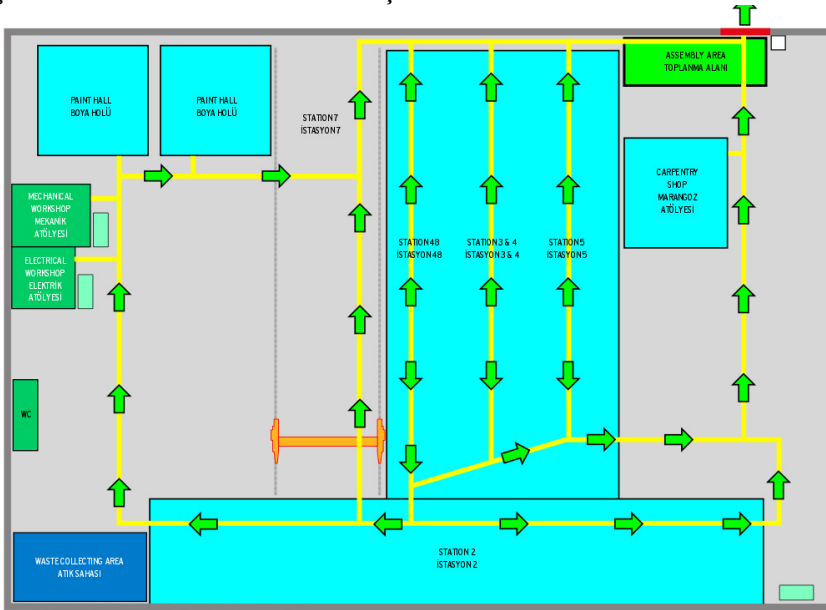 ASSEMBLY AREA
TOPLANMA ALANI
PAINT HALL
BOYA HOLÜ
PAINT HALL
BOYA HOLÜ
STATION7
İSTASYON7
CARPENTRY
SHOP
MARANGOZ
ATÖLYESİ
MECHANICAL
WORKSHOP
MEKANİK
ATÖLYESİ
STATION48
İSTASYON48
STATION3 & 4
İSTASYON3 & 4
STATION5
İSTASYON5
ELECTRICAL
WORKSHOP
ELEKTRİK
ATÖLYESİ
WC
STATION 2
İSTASYON 2
WASTE COLLECTING AREA
ATIK SAHASI